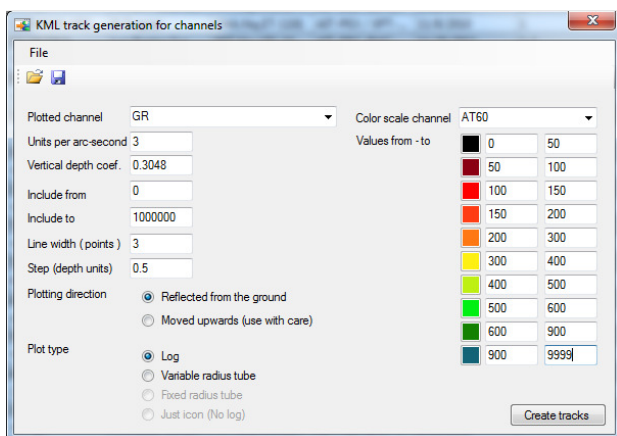 KML track generation for channels
File
Plotted channel GR
Units per arc-second 3
Vertical depth coef. 0.3048
Include from 0
Include to 1000000
Line width ( points ) 3
Step (depth units) 0.5
Plotting direction
Reflected from the ground
Moved upwards (use with care)
Plot type
Log
Variable radius tube
Fixed radius tube
Just icon (No log)
Color scale channel AT60
Values from - to
0 50
50 100
100 150
150 200
200 300
300 400
400 500
500 600
600 900
900 9999
Create tracks